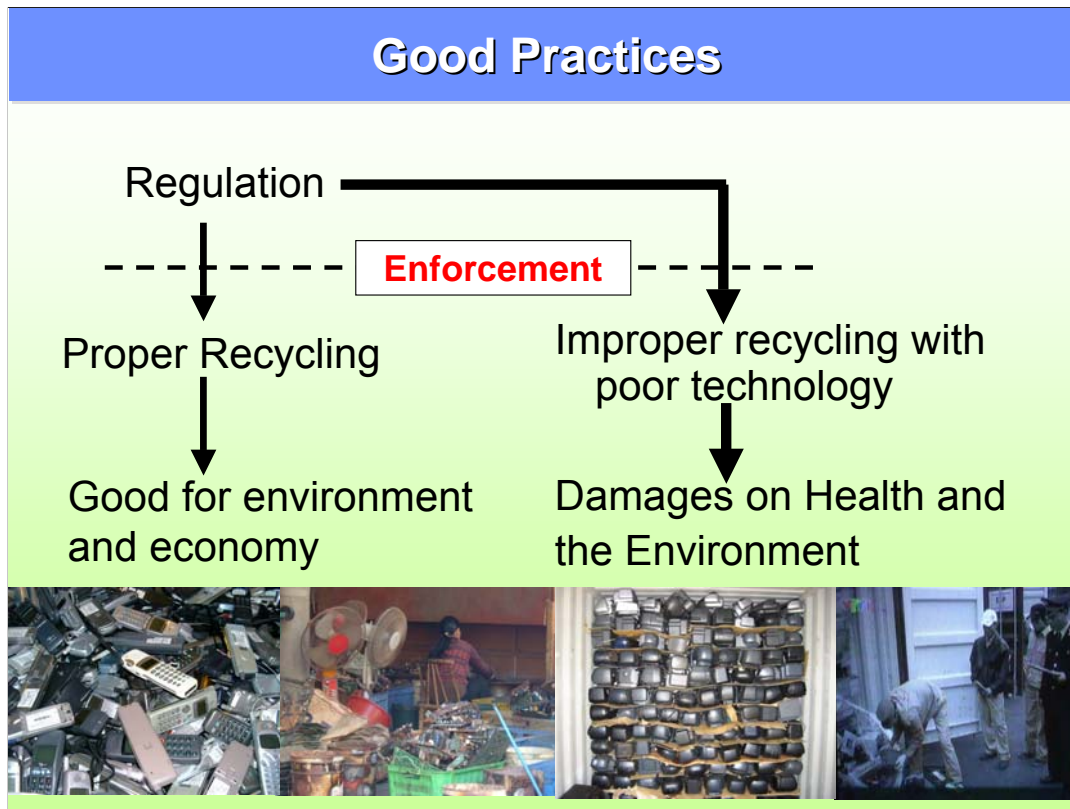 Good Practices
Regulation
Enforcement
Proper Recycling
Improper recycling with
poor technology
Good for environment
and economy
Damages on Health and
the Environment